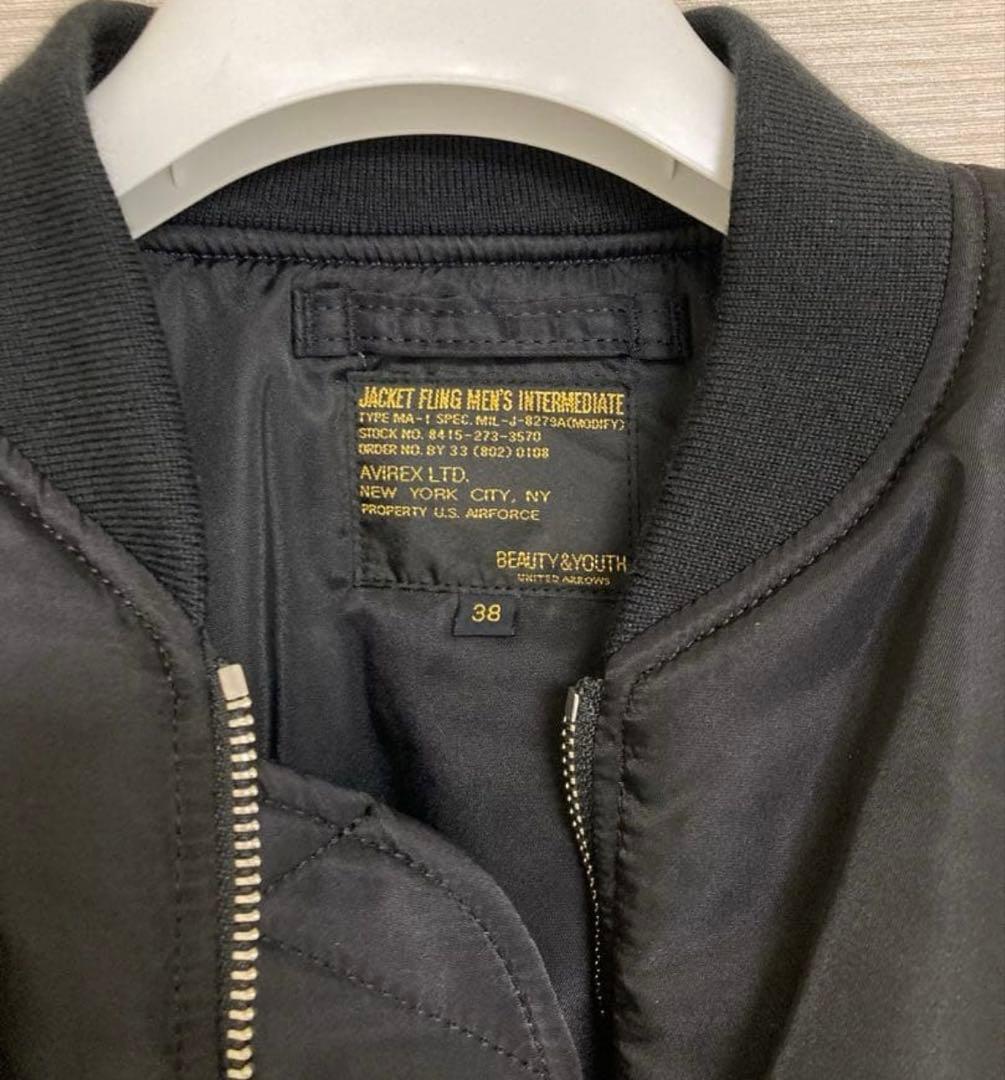 JACKET FLING MEN'S INTERMEDIATE
TYPE MA-1 SPEC. MIL-J-8279A(MODIFY)
STOCK NO. 8415-273-3570
ORDER NO. BY 33 (802) 0108
AVIREX LTD.
NEW YORK CITY, NY
PROPERTY U.S. AIRFORCE
BEAUTY&YOUTH
UNITED ARROWS
38